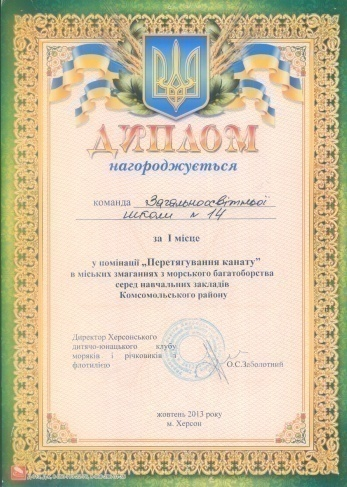 ДИПЛОМ
нагороджується
команда Загальноосвітньої
школи № 14
за І місце
у номінації „Перетягування канату”
в міських змаганнях з морського багатоборства
серед навчальних закладів
Комсомольського району
Директор Херсонського
дитячо-юнацького клубу
моряків і річковиків з
флотилією О.С.Заболотний
жовтень 2013 року
м. Херсон